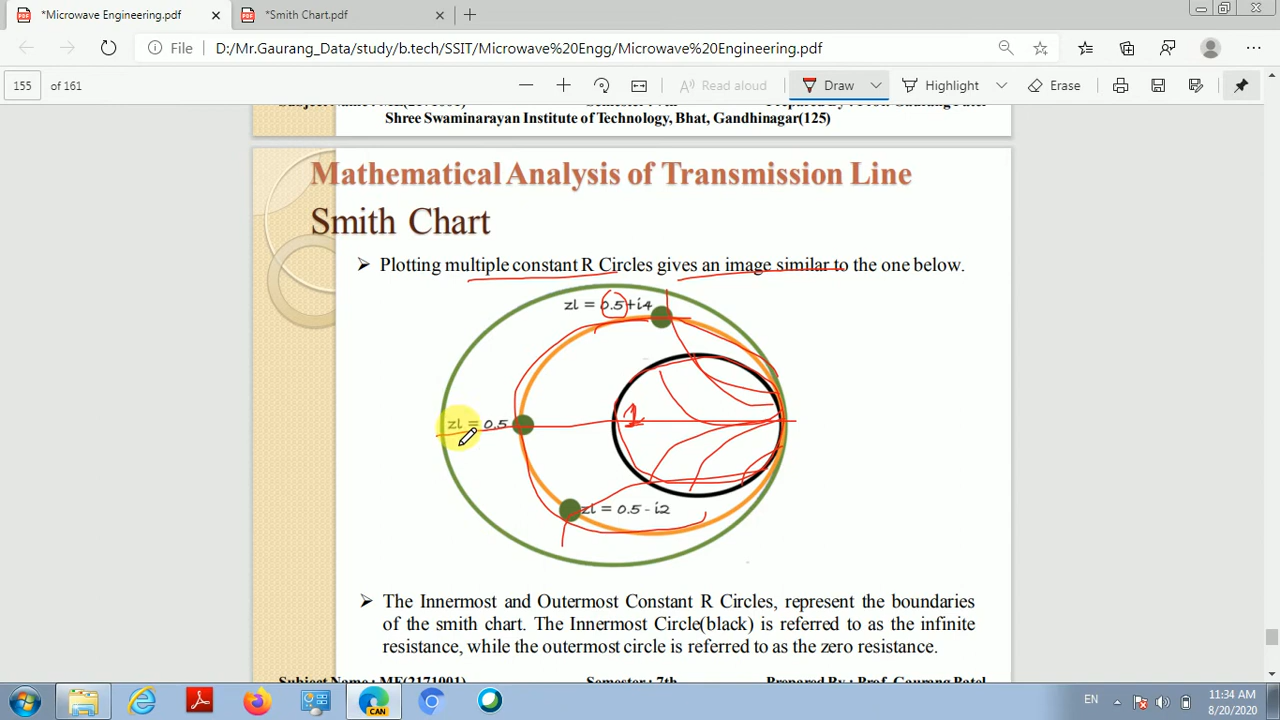 *Microwave Engineering.pdf
*Smith Chart.pdf
File
D:/Mr.Gaurang_Data/study/b.tech/SSIT/Microwave%20Engg/Microwave%20Engineering.pdf
155 of 161
Read aloud
Draw
Highlight
Erase
Shree Swaminarayan Institute of Technology, Bhat, Gandhinagar(125)
Mathematical Analysis of Transmission Line
Smith Chart
Plotting multiple constant R Circles gives an image similar to the one below.
zl = 0.5+i4
1
zl = 0.5
zl = 0.5 - i2
The Innermost and Outermost Constant R Circles, represent the boundaries
of the smith chart. The Innermost Circle(black) is referred to as the infinite
resistance, while the outermost circle is referred to as the zero resistance.
Subject Name : ME(2171001) Semester : 7th Prepared By : Prof. Gaurang Patel
CAN
EN
11:34 AM
8/20/2020